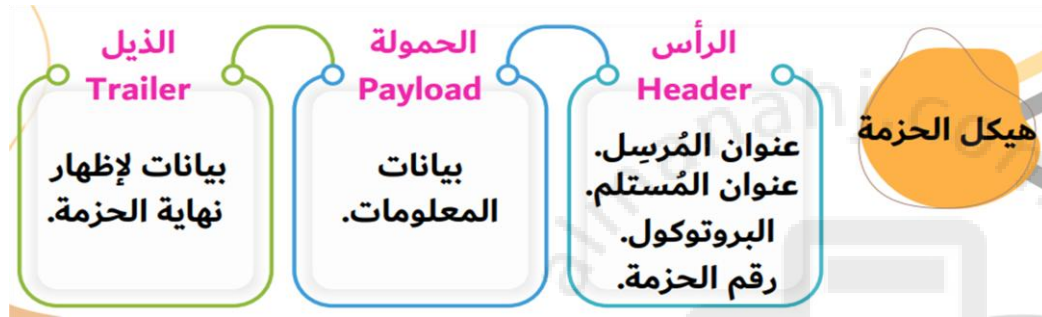 هيكل الحزمة
الرأس
Header
عنوان المُرسِل.
عنوان المُستلم.
البروتوكول.
رقم الحزمة.
الحمولة
Payload
بيانات
المعلومات.
الذيل
Trailer
بيانات لإظهار
نهاية الحزمة.